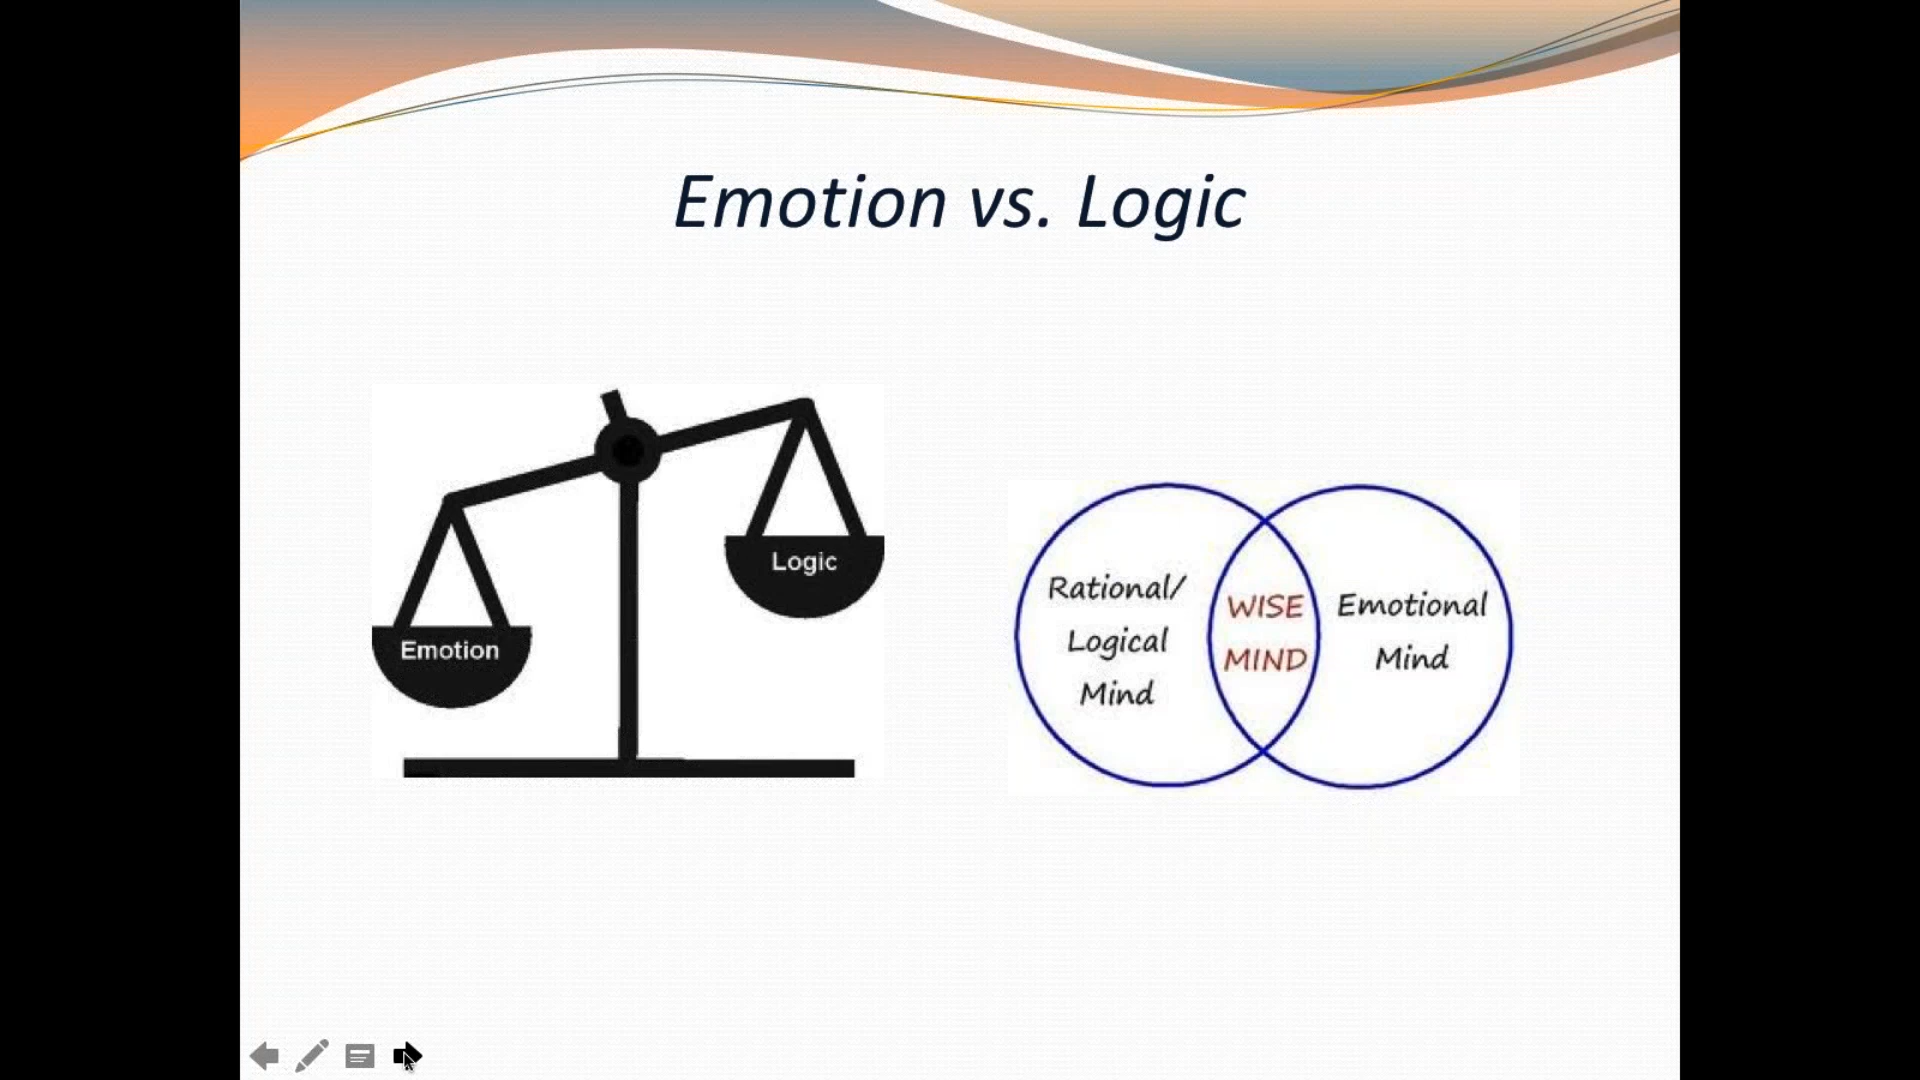 Emotion vs. Logic
Logic
Emotion
Rational/
Logical
Mind
WISE
MIND
Emotional
Mind